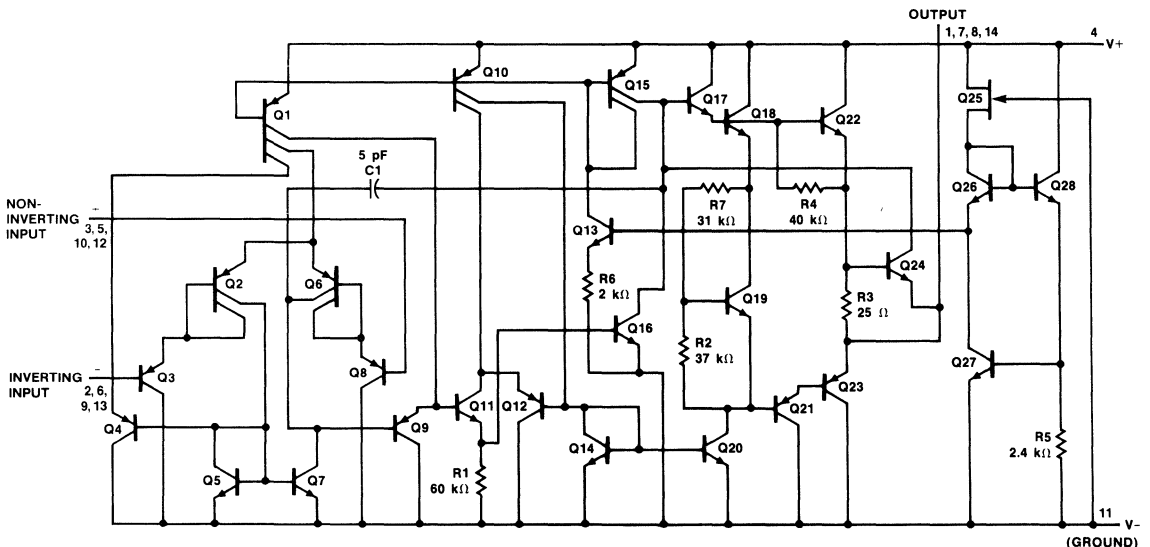 OUTPUT
1, 7, 8, 14
4
V+
Q10
Q15
Q17
Q18
Q22
Q25
Q1
5 pF
C1
R7
31 kΩ
R4
40 kΩ
Q26
Q28
NON-
INVERTING
INPUT
3, 5,
10, 12
Q13
Q2
Q6
R6
2 kΩ
Q24
Q19
R3
25 Ω
Q16
R2
37 kΩ
Q27
INVERTING
INPUT
2, 6,
9, 13
Q3
Q8
Q23
Q4
Q9
Q11
Q12
Q21
Q5
Q7
R1
60 kΩ
Q14
Q20
R5
2.4 kΩ
11
V−
(GROUND)